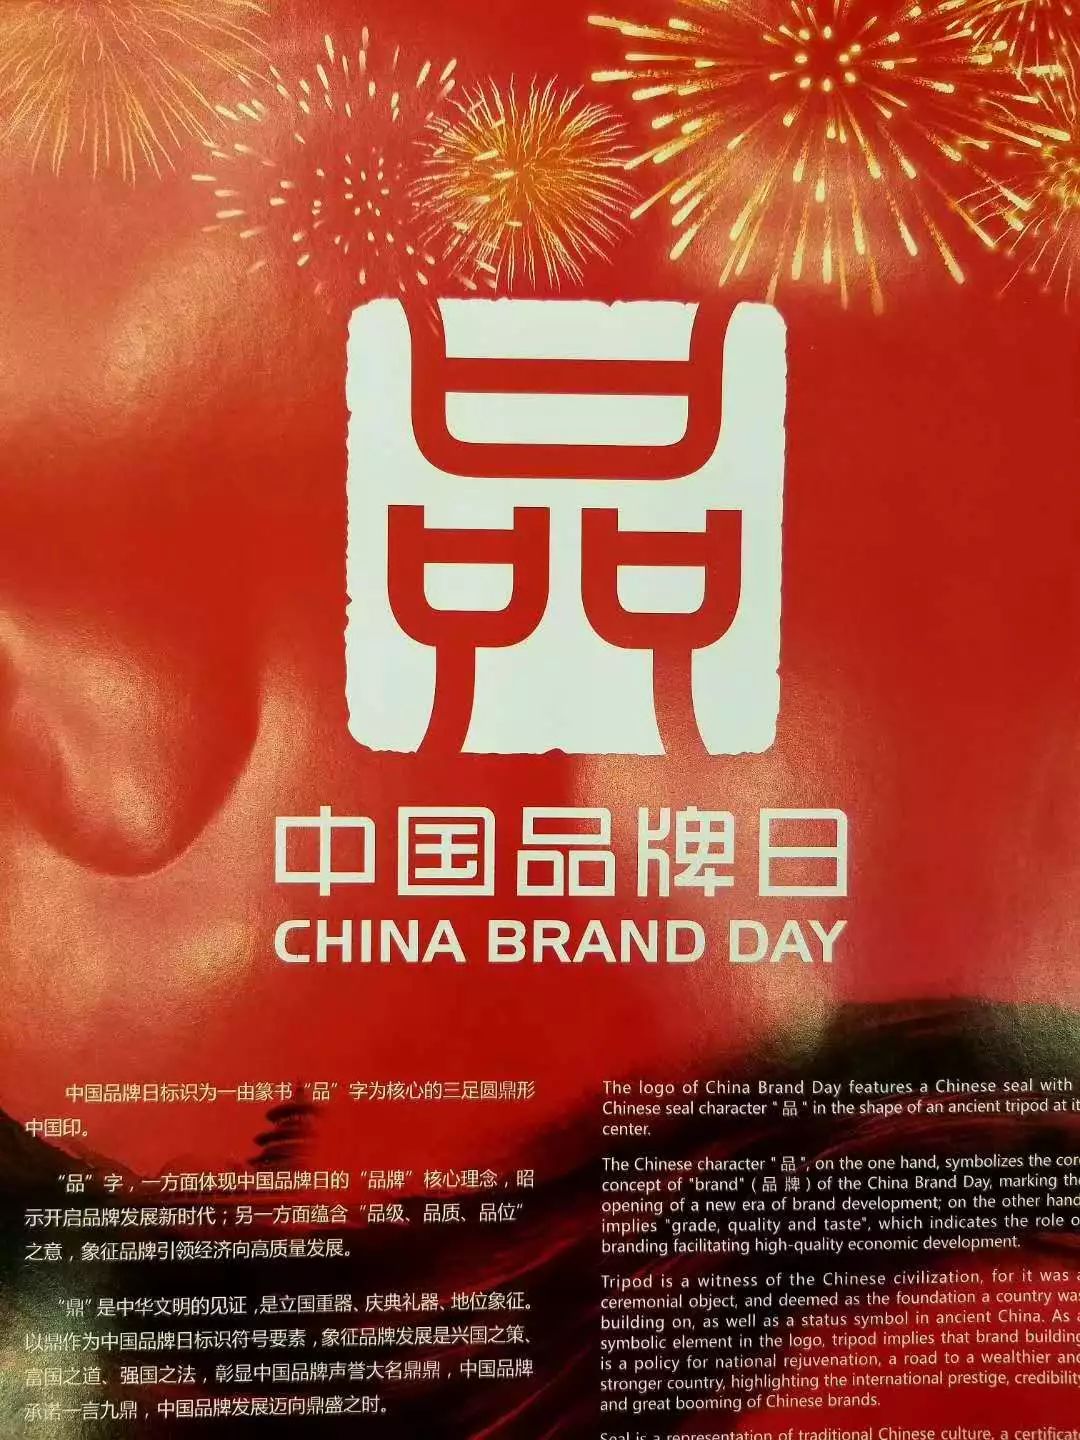 品
中国品牌日
CHINA BRAND DAY
中国品牌日标识为一由篆书“品”字为核心的三足圆鼎形
中国印。
“品”字，一方面体现中国品牌日的“品牌”核心理念，昭
示开启品牌发展新时代；另一方面蕴含“品级、品质、品位”
之意，象征品牌引领经济向高质量发展。
“鼎”是中华文明的见证，是立国重器、庆典礼器、地位象征。
以鼎作为中国品牌日标识符号要素，象征品牌发展是兴国之策、
富国之道、强国之法，彰显中国品牌声誉大名鼎鼎，中国品牌
承诺一言九鼎，中国品牌发展迈向鼎盛之时。
The logo of China Brand Day features a Chinese seal with
Chinese seal character "品" in the shape of an ancient tripod at
center.
The Chinese character "品", on the one hand, symbolizes the
concept of "brand" (品牌) of the China Brand Day, marking the
opening of a new era of brand development; on the other hand
implies "grade, quality and taste", which indicates the role
branding facilitating high-quality economic development.
Tripod is a witness of the Chinese civilization, for it was a
ceremonial object, and deemed as the foundation a country was
building on, as well as a status symbol in ancient China. As a
symbolic element in the logo, tripod implies that brand building
is a policy for national rejuvenation, a road to a wealthier and
stronger country, highlighting the international prestige, credibility
and great booming of Chinese brands.
Seal is a representation of traditional Chinese culture, a